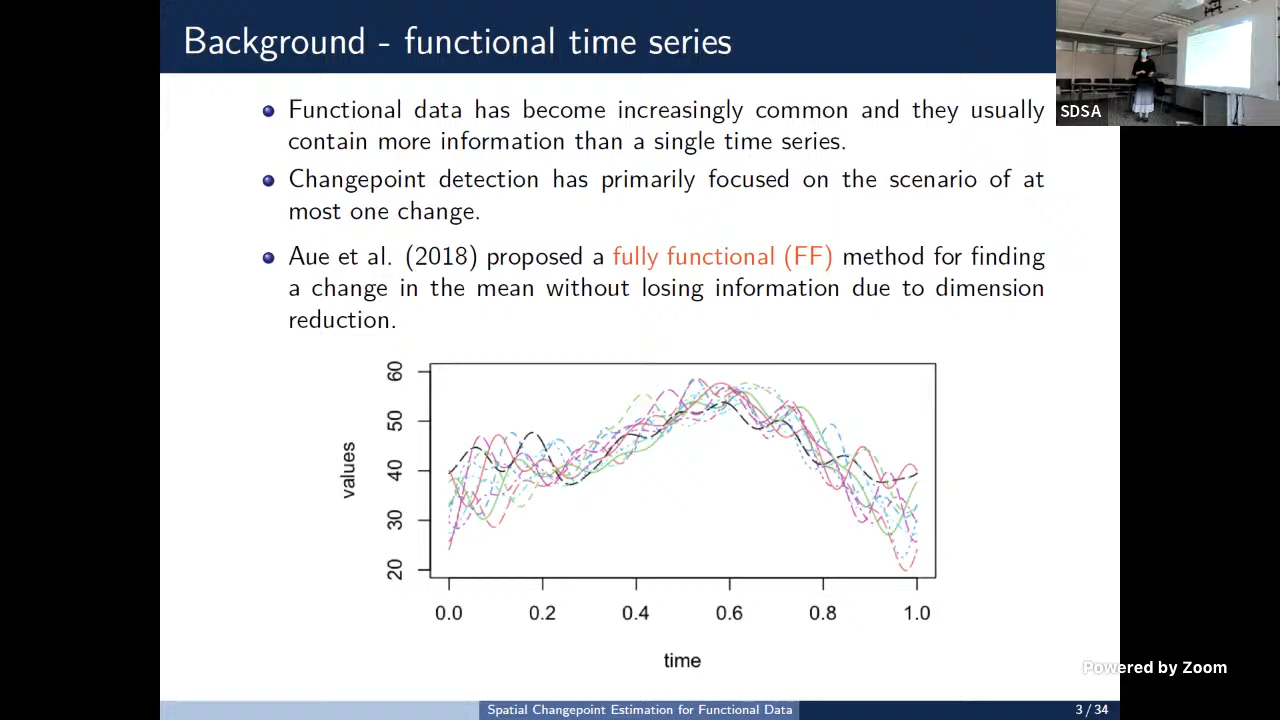 Background - functional time series
SDSA
Functional data has become increasingly common and they usually
contain more information than a single time series.
Changepoint detection has primarily focused on the scenario of at
most one change.
Aue et al. (2018) proposed a fully functional (FF) method for finding
a change in the mean without losing information due to dimension
reduction.
values
60
50
40
30
20
0.0 0.2 0.4 0.6 0.8 1.0
time
Powered by Zoom
Spatial Changepoint Estimation for Functional Data 3 / 34